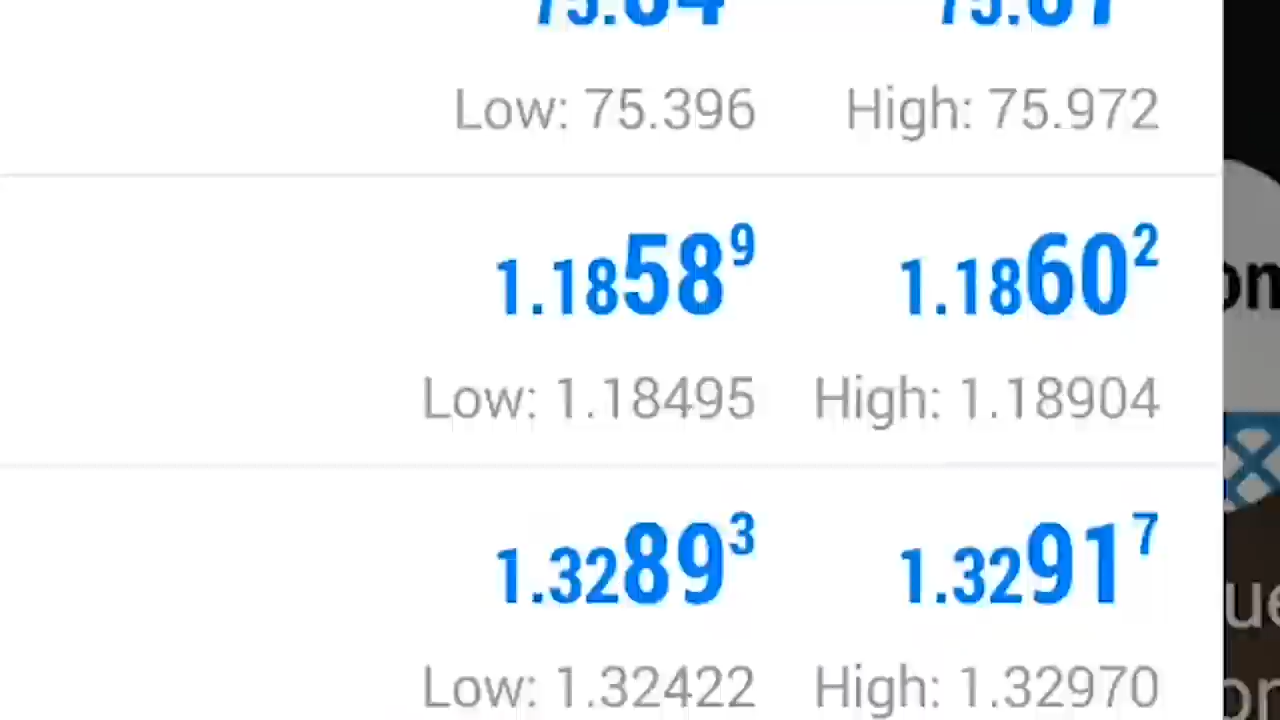 Low: 75.396 High: 75.972
1.18589 1.18602
Low: 1.18495 High: 1.18904
1.32893 1.32917
Low: 1.32422 High: 1.32970